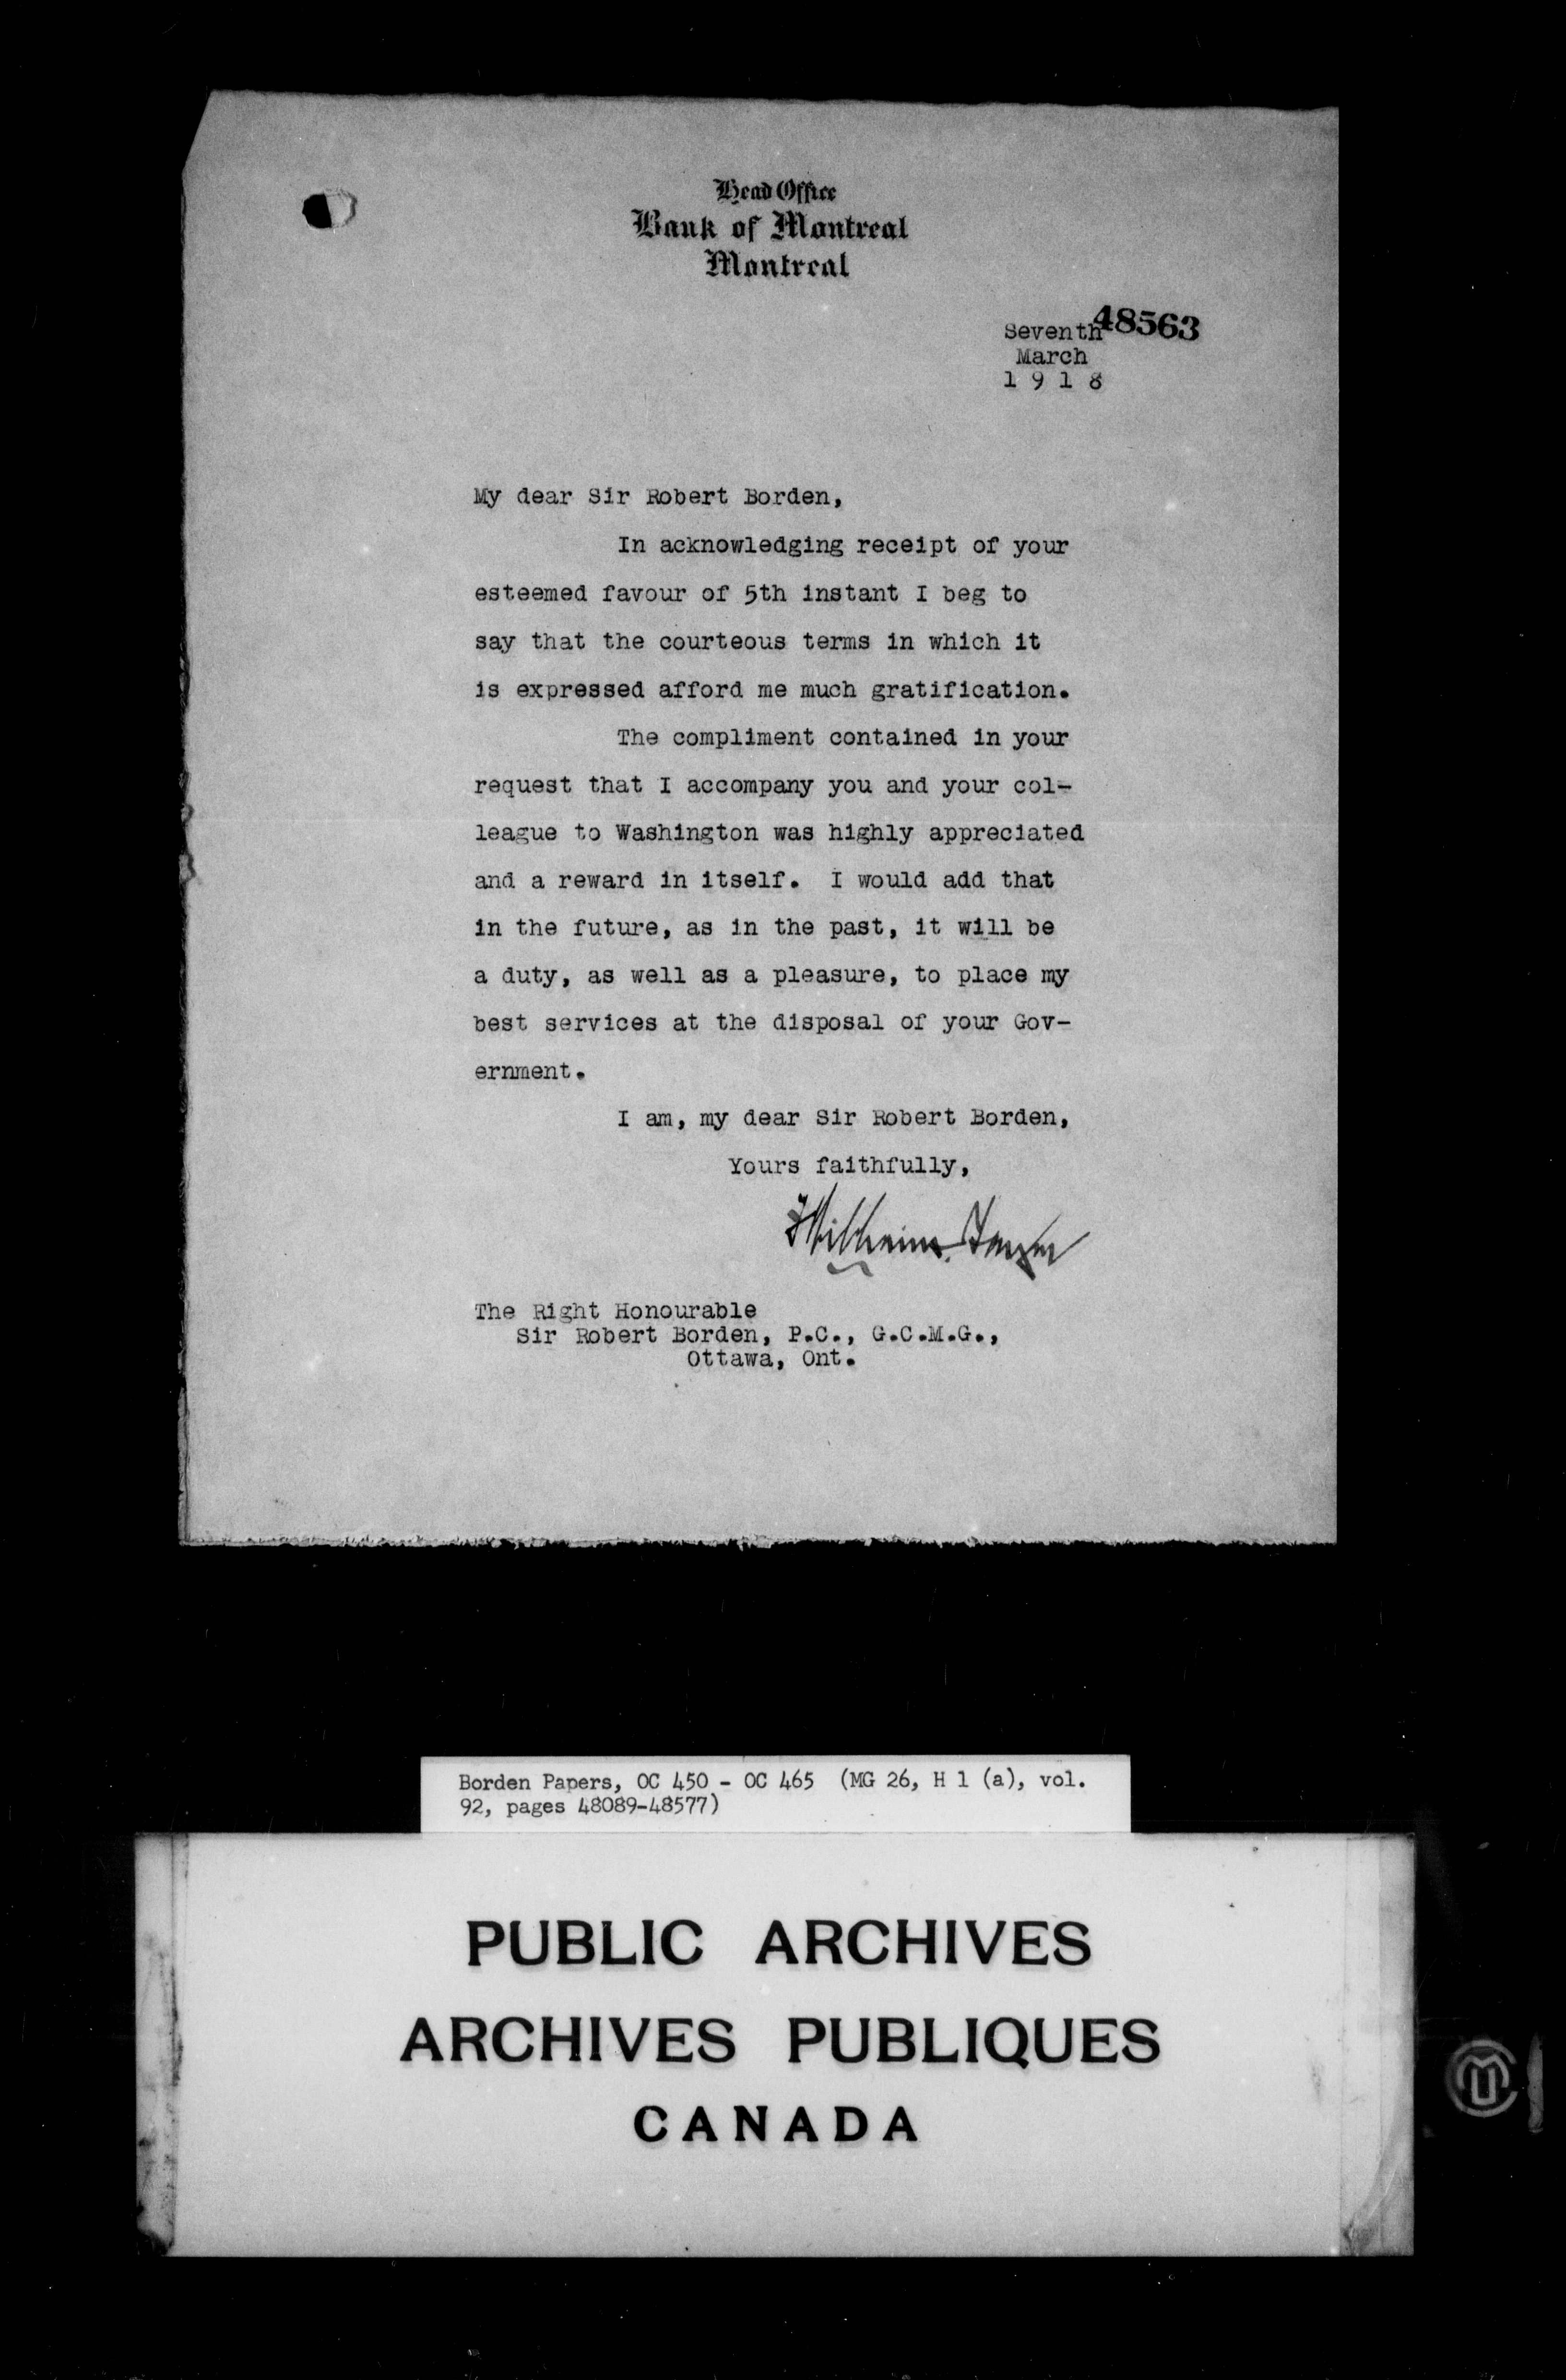 Head Office
Bank of Montreal
Montreal
48563
Seventh
March
1 9 1 8
My dear Sir Robert Borden,
In acknowledging receipt of your
esteemed favour of 5th instant I beg to
say that the courteous terms in which it
is expressed afford me much gratification.
The compliment contained in your
request that I accompany you and your col-
league to Washington was highly appreciated
and a reward in itself. I would add that
in the future, as in the past, it will be
a duty, as well as a pleasure, to place my
best services at the disposal of your Gov-
ernment.
I am, my dear Sir Robert Borden,
Yours faithfully,
The Right Honourable
Sir Robert Borden, P.C., G.C.M.G.,
Ottawa, Ont.
Borden Papers, OC 450 - OC 465 (MG 26, H 1 (a), vol.
92, pages 48089-48577)
PUBLIC ARCHIVES
ARCHIVES PUBLIQUES
CANADA